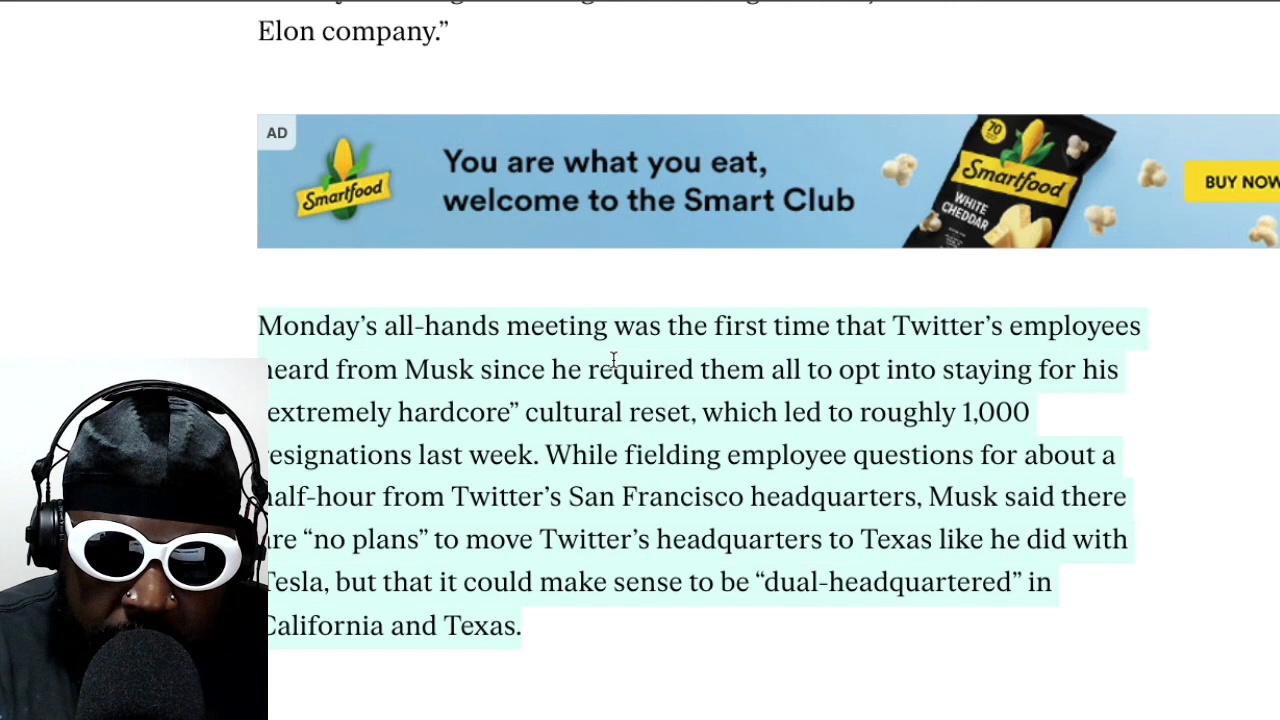 Elon company.”
AD
Smartfood
You are what you eat,
welcome to the Smart Club
70
Smartfood
WHITE
CHEDDAR
BUY NOW
Monday’s all-hands meeting was the first time that Twitter’s employees
heard from Musk since he required them all to opt into staying for his
extremely hardcore” cultural reset, which led to roughly 1,000
resignations last week. While fielding employee questions for about a
half-hour from Twitter’s San Francisco headquarters, Musk said there
are “no plans” to move Twitter’s headquarters to Texas like he did with
Tesla, but that it could make sense to be “dual-headquartered” in
California and Texas.